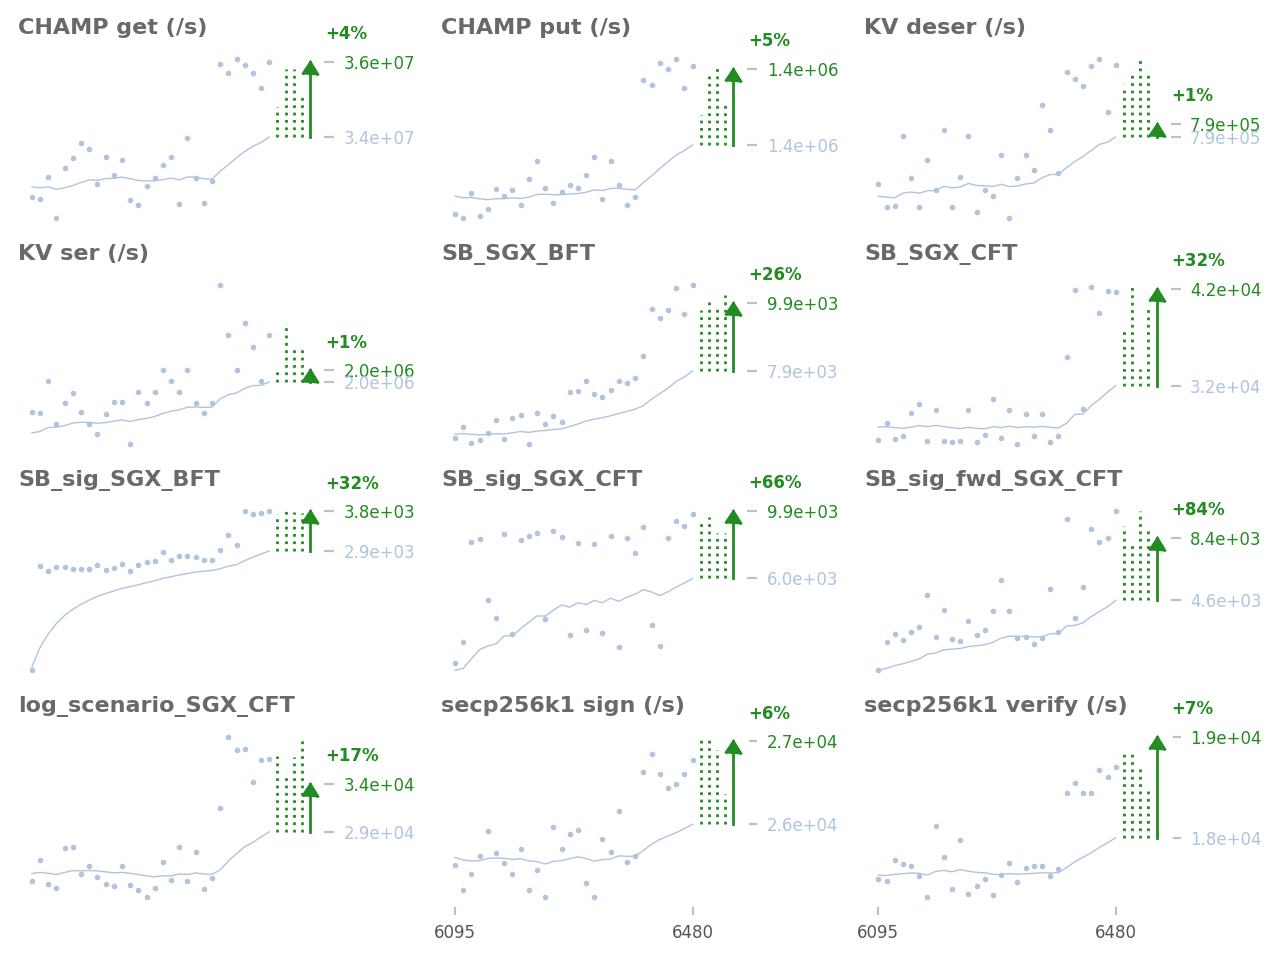 CHAMP get (/s)
+4%
3.6e+07
3.4e+07
CHAMP put (/s)
+5%
1.4e+06
1.4e+06
KV deser (/s)
+1%
7.9e+05
7.9e+05
KV ser (/s)
+1%
2.0e+06
2.0e+06
SB_SGX_BFT
+26%
9.9e+03
7.9e+03
SB_SGX_CFT
+32%
4.2e+04
3.2e+04
SB_sig_SGX_BFT
+32%
3.8e+03
2.9e+03
SB_sig_SGX_CFT
+66%
9.9e+03
6.0e+03
SB_sig_fwd_SGX_CFT
+84%
8.4e+03
4.6e+03
log_scenario_SGX_CFT
+17%
3.4e+04
2.9e+04
secp256k1 sign (/s)
+6%
2.7e+04
2.6e+04
6095
6480
secp256k1 verify (/s)
+7%
1.9e+04
1.8e+04
6095
6480